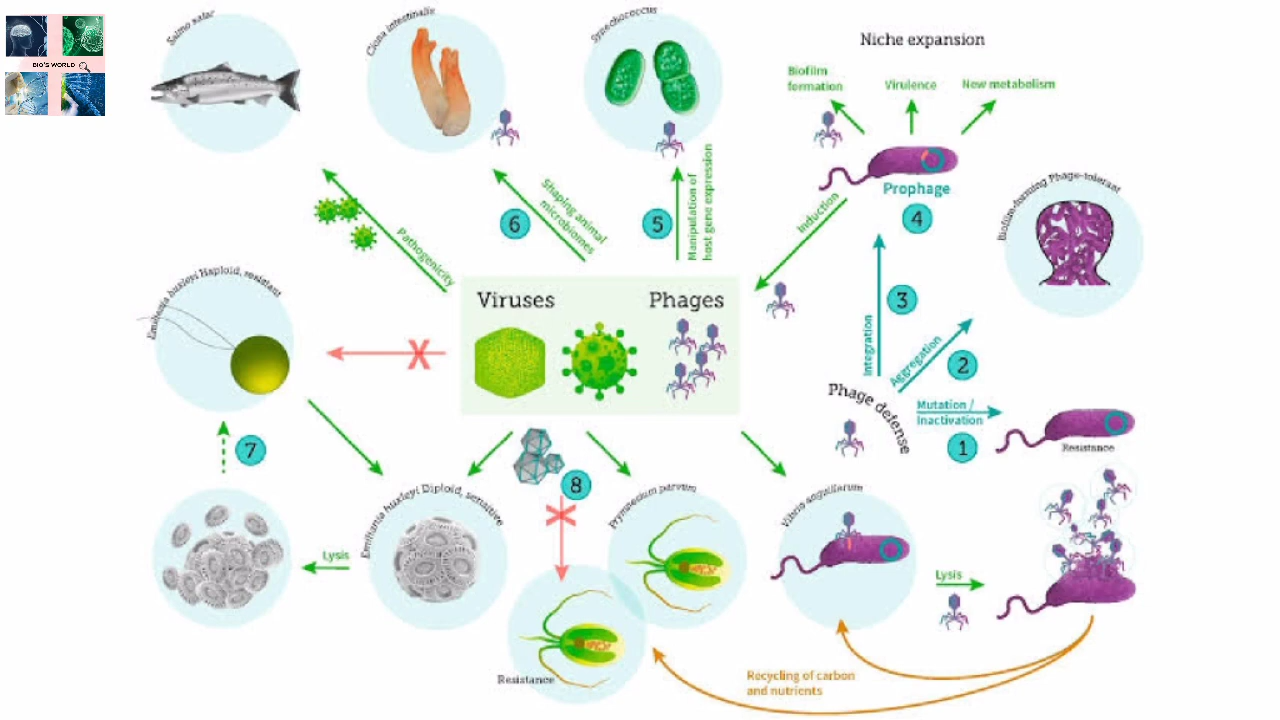 BIO'S WORLD
Salmo salar
Ciona intestinalis
Synechococcus
Niche expansion
Biofilm
formation
Virulence
New metabolism
Prophage
4
Biofilm-forming Phage-tolerant
Induction
Pathogenicity
6
Shaping animal
microbiomes
5
Manipulation of
host gene expression
Emiliania huxleyi Haploid, resistant
X
Viruses
Phages
3
Integration
Aggregation
2
Phage defense
Mutation /
Inactivation
1
Resistance
7
8
Emiliania huxleyi Diploid, sensitive
Prymnesium parvum
Vibrio anguillarum
Lysis
Lysis
Resistance
Recycling of carbon
and nutrients